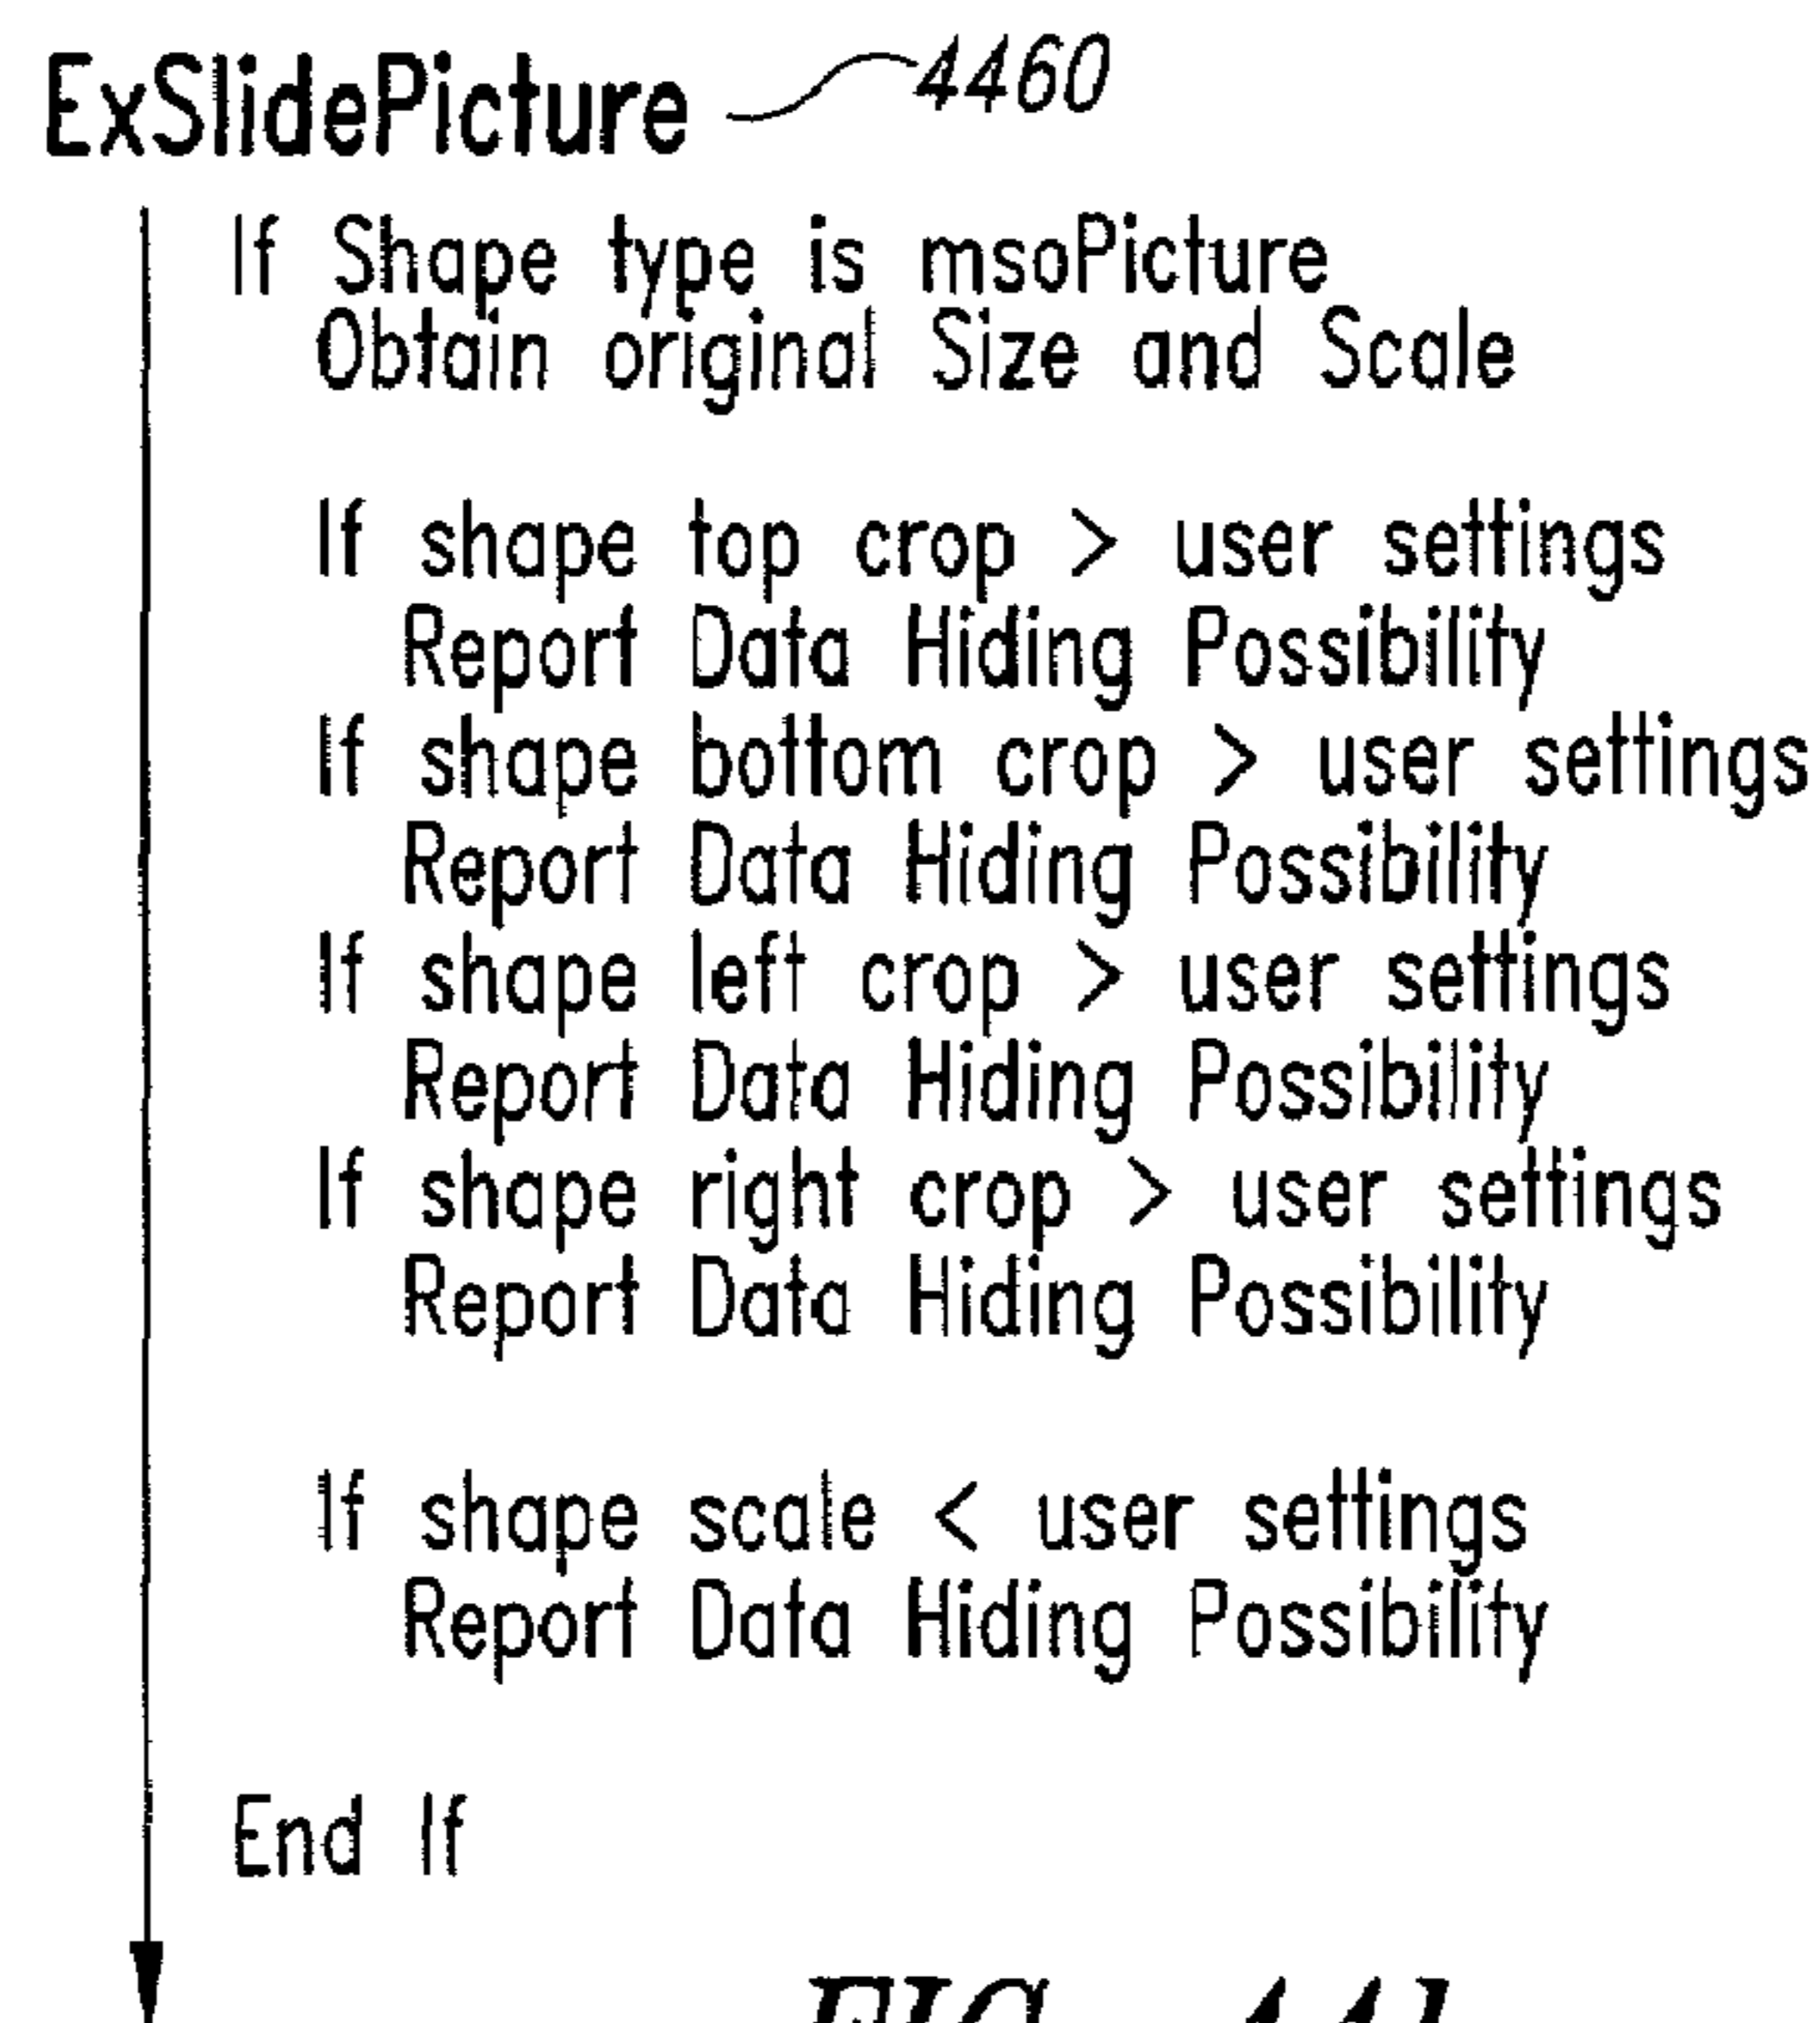 ExSlidePicture 4460
If Shape type is msoPicture
Obtain original Size and Scale
If shape top crop > user settings
Report Data Hiding Possibility
If shape bottom crop > user settings
Report Data Hiding Possibility
If shape left crop > user settings
Report Data Hiding Possibility
If shape right crop > user settings
Report Data Hiding Possibility
If shape scale < user settings
Report Data Hiding Possibility
End If
FIG.